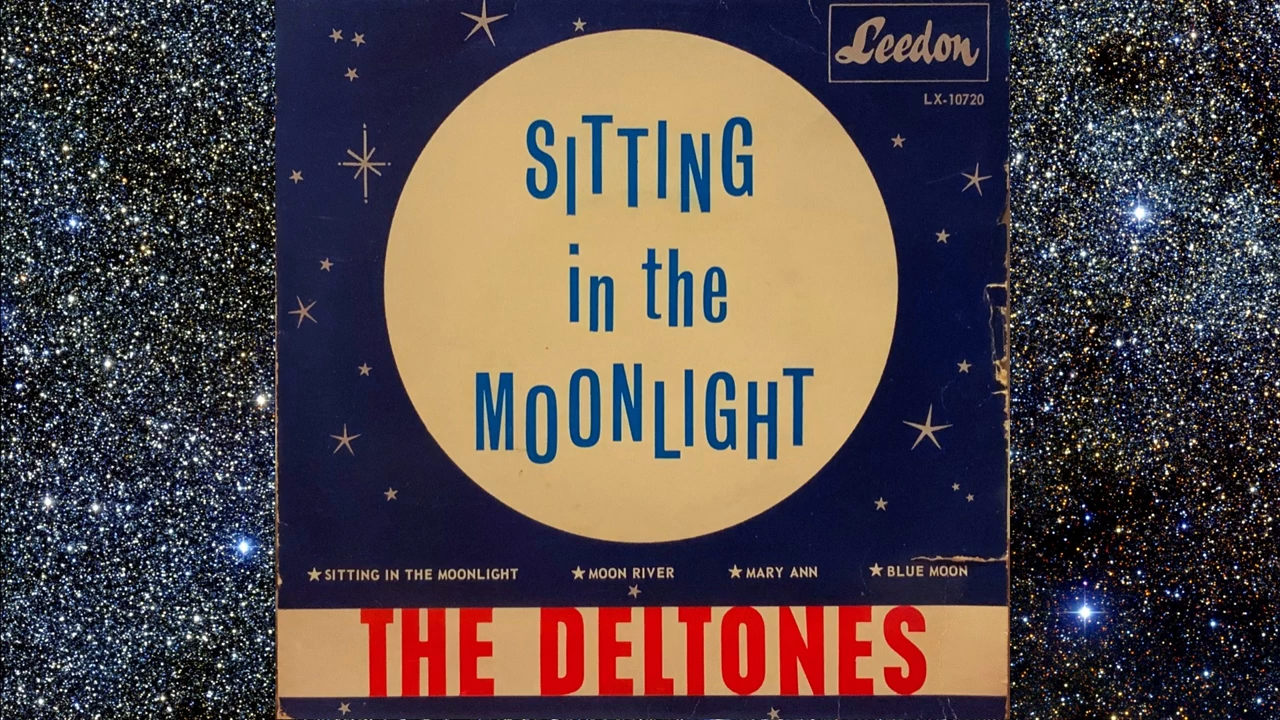 Leedon
LX-10720
SITTING
in the
MOONLIGHT
★SITTING IN THE MOONLIGHT ★MOON RIVER ★MARY ANN ★BLUE MOON
THE DELTONES